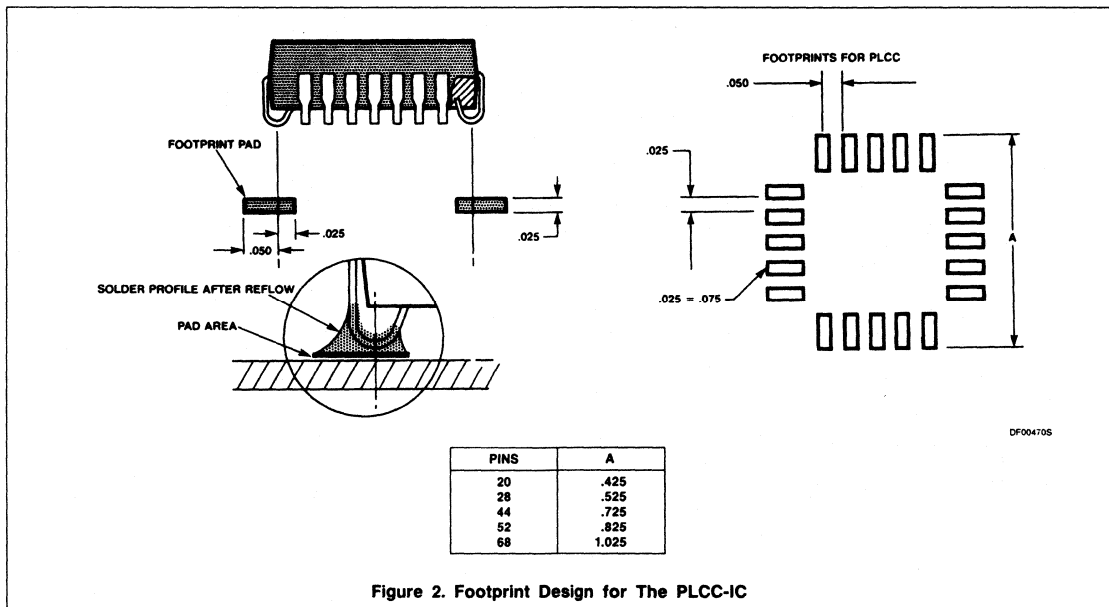 FOOTPRINT PAD
.050
.025
.025
SOLDER PROFILE AFTER REFLOW
PAD AREA
FOOTPRINTS FOR PLCC
.050
.025
A
.025 = .075
DF00470S
PINS A
20 .425
28 .525
44 .725
52 .825
68 1.025
Figure 2. Footprint Design for The PLCC-IC